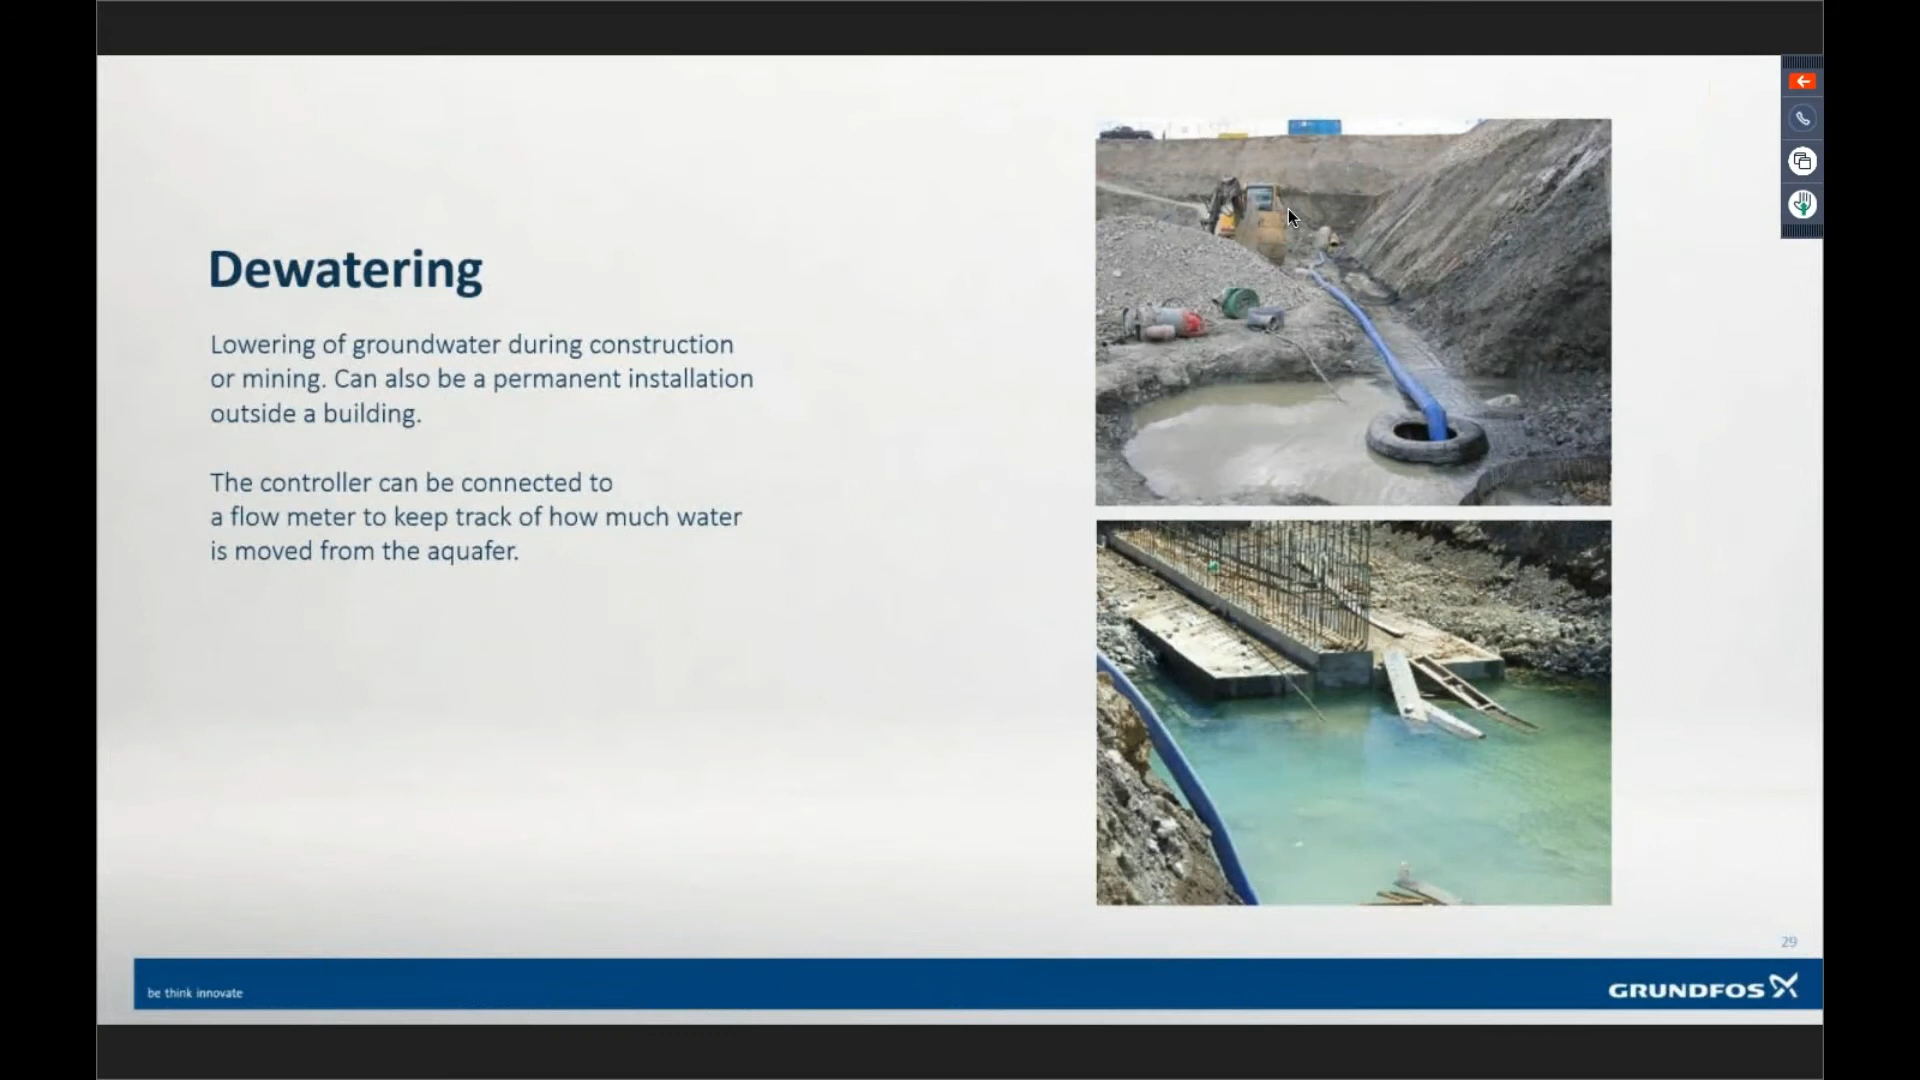 Dewatering
Lowering of groundwater during construction
or mining. Can also be a permanent installation
outside a building.
The controller can be connected to
a flow meter to keep track of how much water
is moved from the aquafer.
29
be think innovate
GRUNDFOS